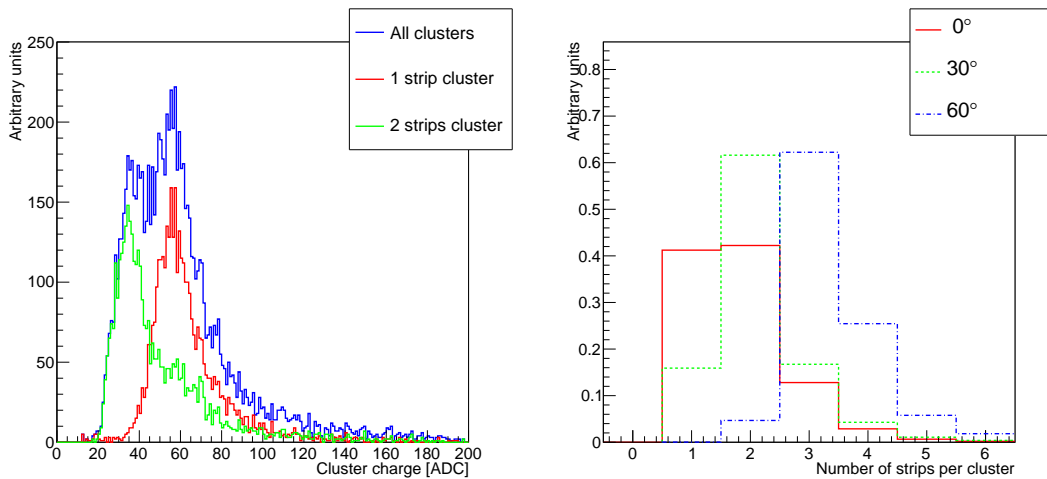 All clusters
1 strip cluster
2 strips cluster
Arbitrary units
250
200
150
100
50
0
0 20 40 60 80 100 120 140 160 180 200
Cluster charge [ADC]
0°
30°
60°
Arbitrary units
0.8
0.7
0.6
0.5
0.4
0.3
0.2
0.1
0
0 1 2 3 4 5 6
Number of strips per cluster